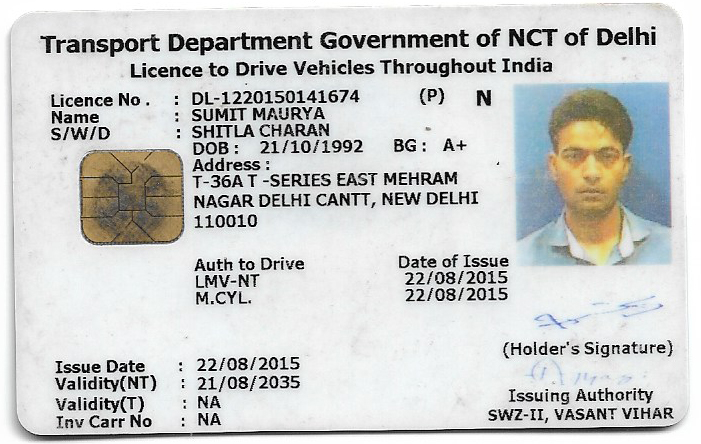 Transport Department Government of NCT of Delhi
Licence to Drive Vehicles Throughout India
Licence No. : DL-1220150141674 (P) N
Name : SUMIT MAURYA
S/W/D : SHITLA CHARAN
DOB : 21/10/1992 BG : A+
Address :
T-36A T -SERIES EAST MEHRAM
NAGAR DELHI CANTT, NEW DELHI
110010
Auth to Drive Date of Issue
LMV-NT 22/08/2015
M.CYL. 22/08/2015
Issue Date : 22/08/2015
Validity(NT) : 21/08/2035
Validity(T) : NA
Inv Carr No : NA
(Holder's Signature)
Issuing Authority
SWZ-II, VASANT VIHAR